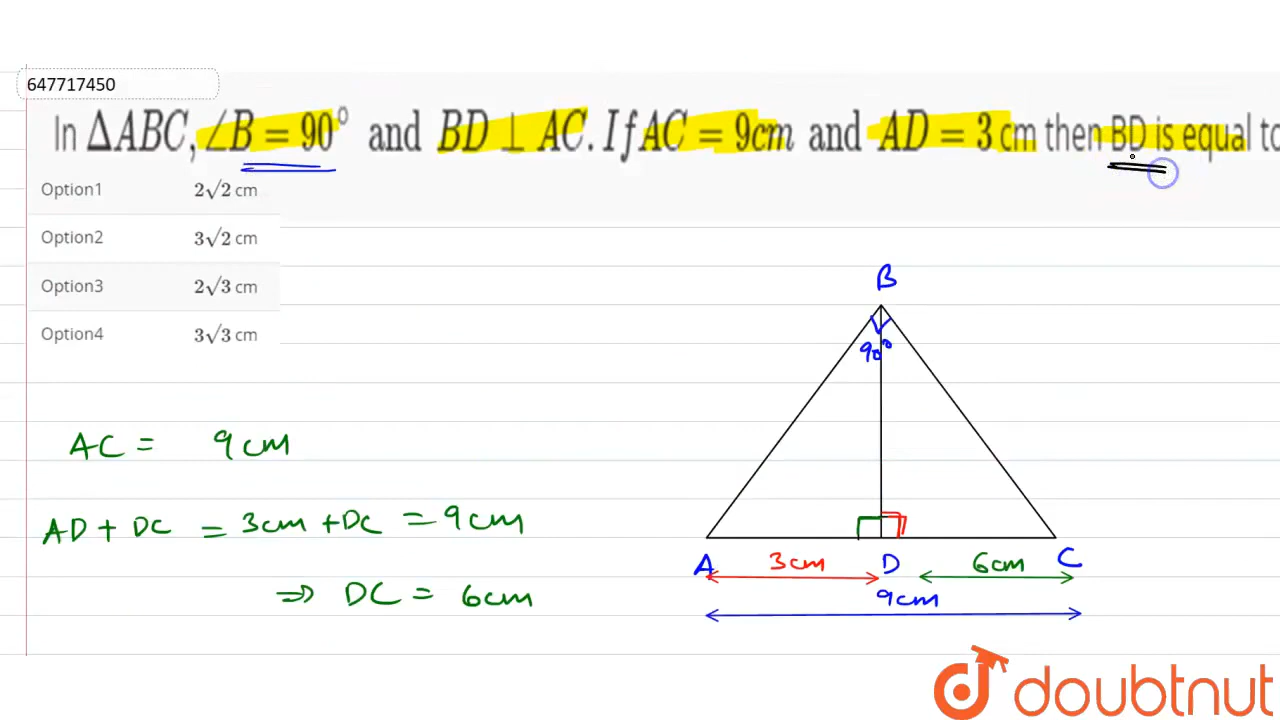 647717450
In ΔABC, ∠B = 90° and BD ⊥ AC. If AC = 9cm and AD = 3 cm then BD is equal to
Option1 2√2 cm
Option2 3√2 cm
Option3 2√3 cm
Option4 3√3 cm
B
90°
AC = 9cm
AD + DC = 3cm + DC = 9cm
⇒ DC = 6cm
A 3cm D 6cm C
9cm
doubtnut